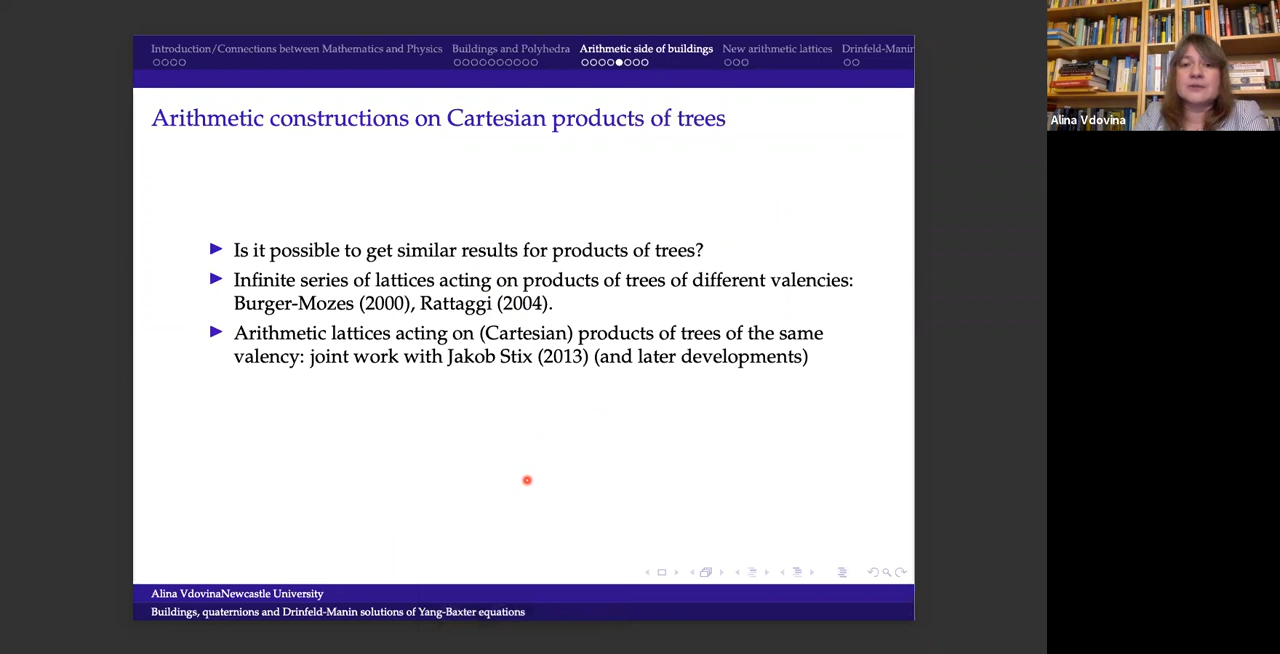 Introduction/Connections between Mathematics and Physics Buildings and Polyhedra Arithmetic side of buildings New arithmetic lattices Drinfeld-Manin
Arithmetic constructions on Cartesian products of trees
Is it possible to get similar results for products of trees?
Infinite series of lattices acting on products of trees of different valencies:
Burger-Mozes (2000), Rattaggi (2004).
Arithmetic lattices acting on (Cartesian) products of trees of the same
valency: joint work with Jakob Stix (2013) (and later developments)
Alina VdovinaNewcastle University
Buildings, quaternions and Drinfeld-Manin solutions of Yang-Baxter equations
Alina Vdovina